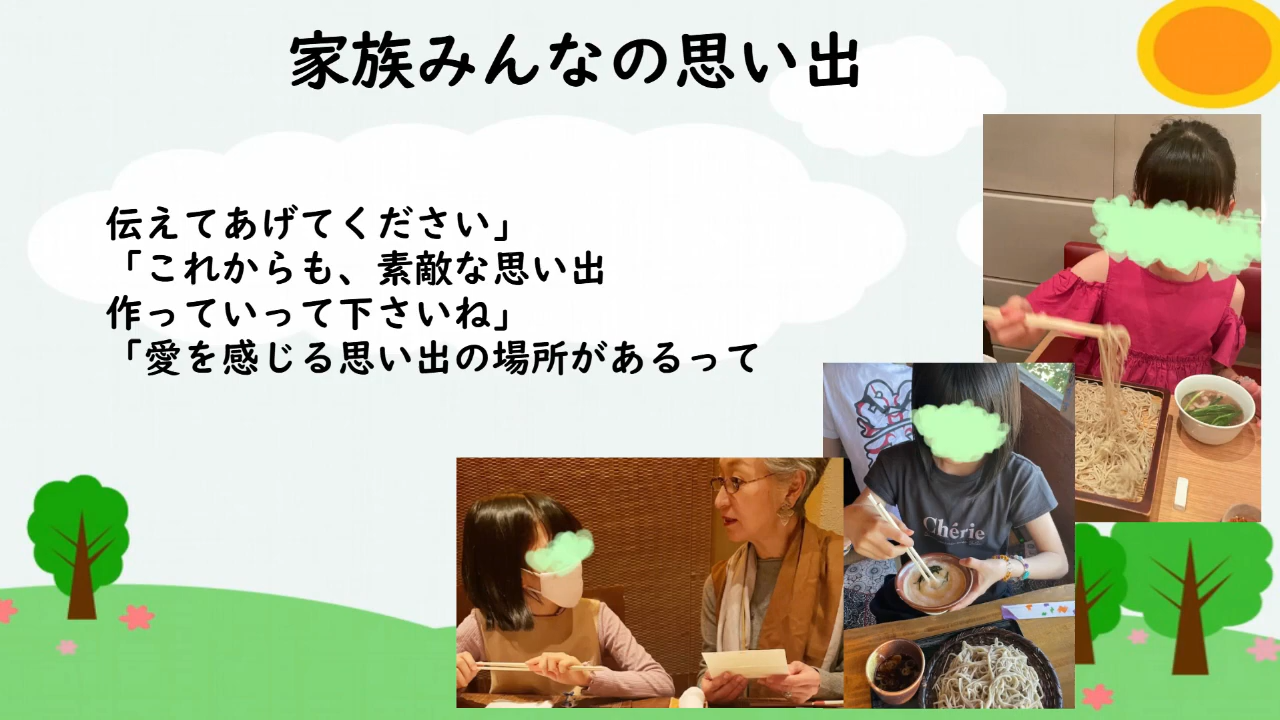 家族みんなの思い出
伝えてあげてください」
「これからも、素敵な思い出
作っていって下さいね」
「愛を感じる思い出の場所があるって
Chérie